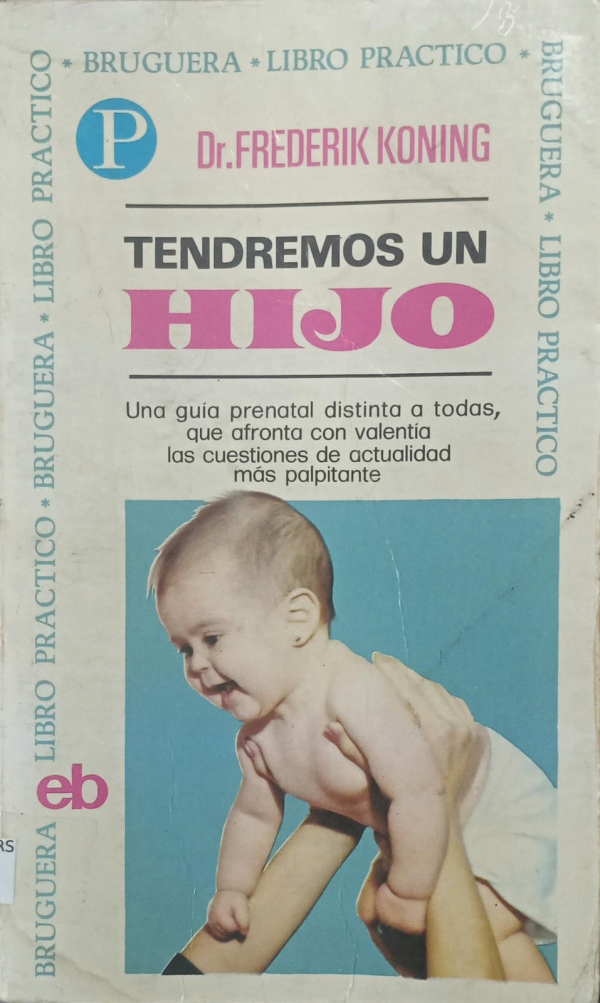 * BRUGUERA * LIBRO PRACTICO *
BRUGUERA * LIBRO PRACTICO
BRUGUERA LIBRO PRACTICO * BRUGUERA * LIBRO PRACTICO
P
Dr. FREDERIK KONING
TENDREMOS UN
HIJO
Una guía prenatal distinta a todas,
que afronta con valentía
las cuestiones de actualidad
más palpitante
eb
RS